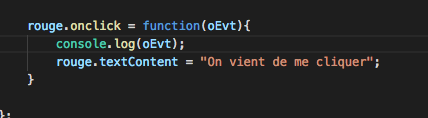 rouge.onclick = function(oEvt){
console.log(oEvt);
rouge.textContent = "On vient de me cliquer";
}
};